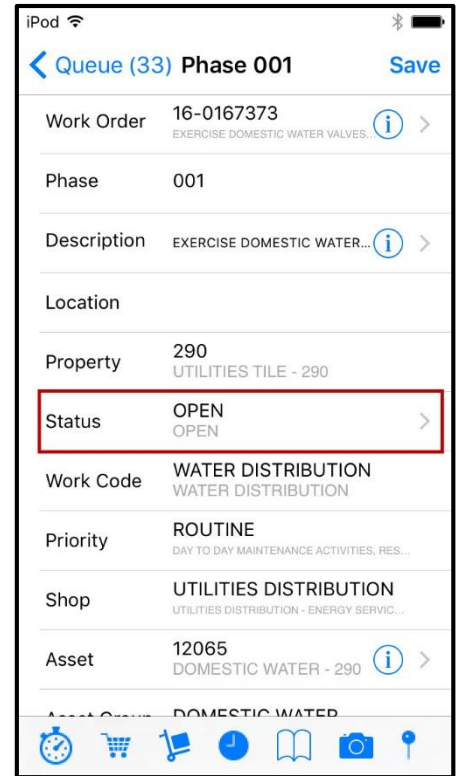 iPod
Queue (33) Phase 001 Save
Work Order 16-0167373
EXERCISE DOMESTIC WATER VALVES...
Phase 001
Description EXERCISE DOMESTIC WATER...
Location
Property 290
UTILITIES TILE - 290
Status OPEN
OPEN
Work Code WATER DISTRIBUTION
WATER DISTRIBUTION
Priority ROUTINE
DAY TO DAY MAINTENANCE ACTIVITIES, RES...
Shop UTILITIES DISTRIBUTION
UTILITIES DISTRIBUTION - ENERGY SERVIC...
Asset 12065
DOMESTIC WATER - 290
Asset Group DOMESTIC WATER